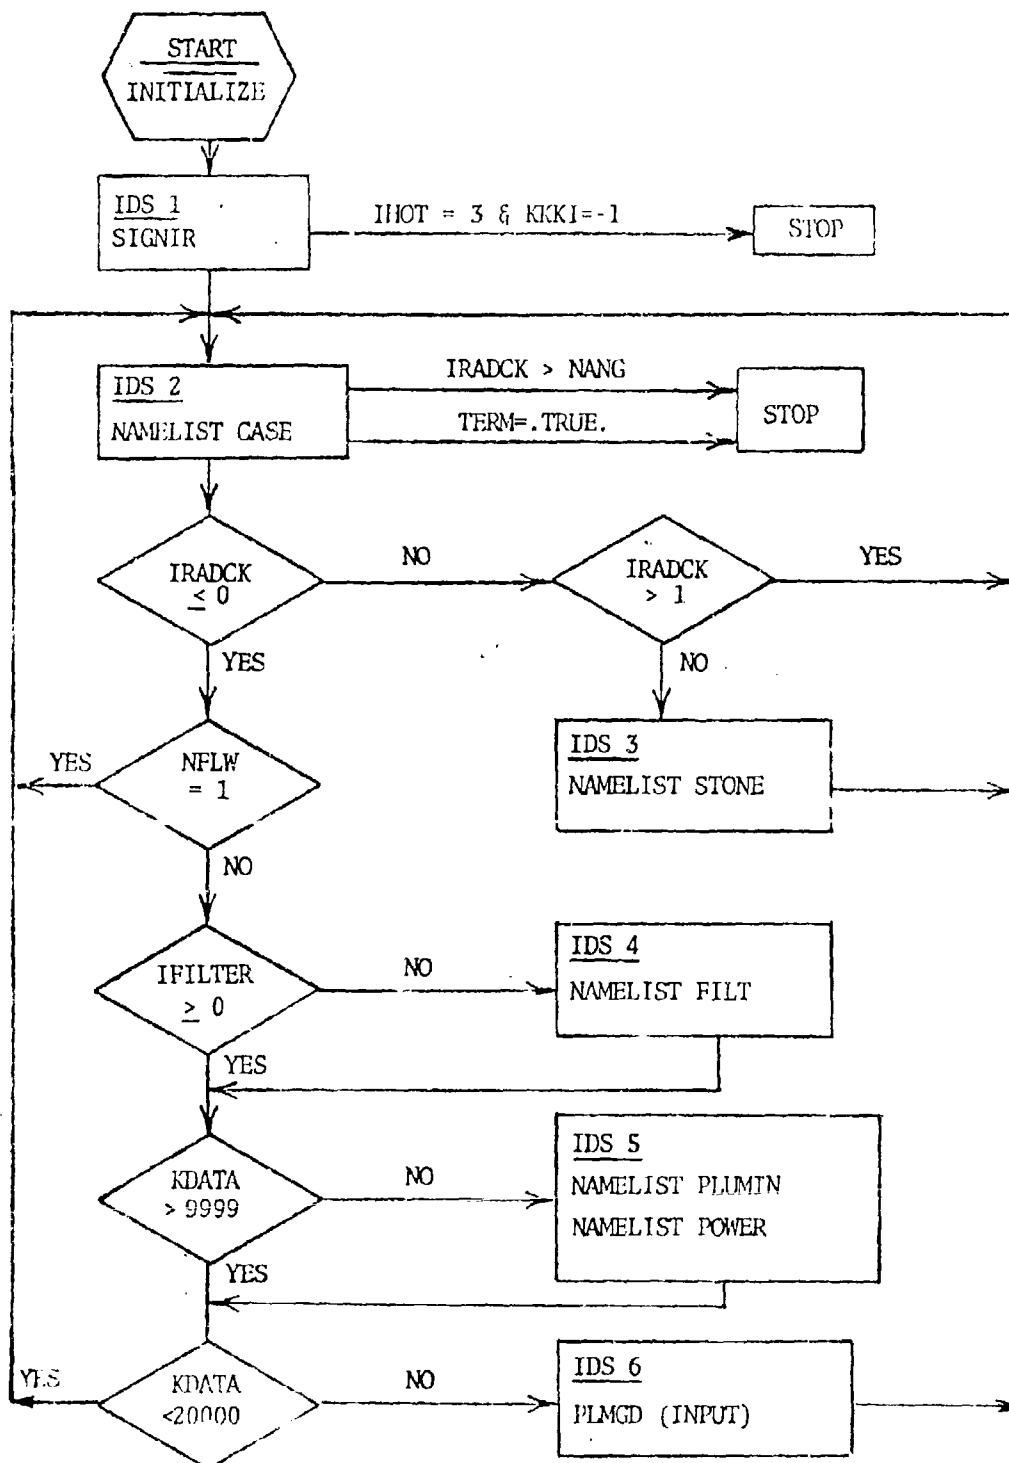 START
INITIALIZE
IDS 1
SIGNIR
IHOT = 3 & KKKI=-1
STOP
IDS 2
NAMELIST CASE
IRADCK > NANG
TERM=.TRUE.
STOP
IRADCK
≤ 0
NO
IRADCK
> 1
YES
YES
NO
NFLW
= 1
YES
NO
IDS 3
NAMELIST STONE
IFILTER
≥ 0
NO
IDS 4
NAMELIST FILT
YES
KDATA
> 9999
NO
IDS 5
NAMELIST PLUMIN
NAMELIST POWER
YES
KDATA
<20000
YES
NO
IDS 6
PLMGD (INPUT)